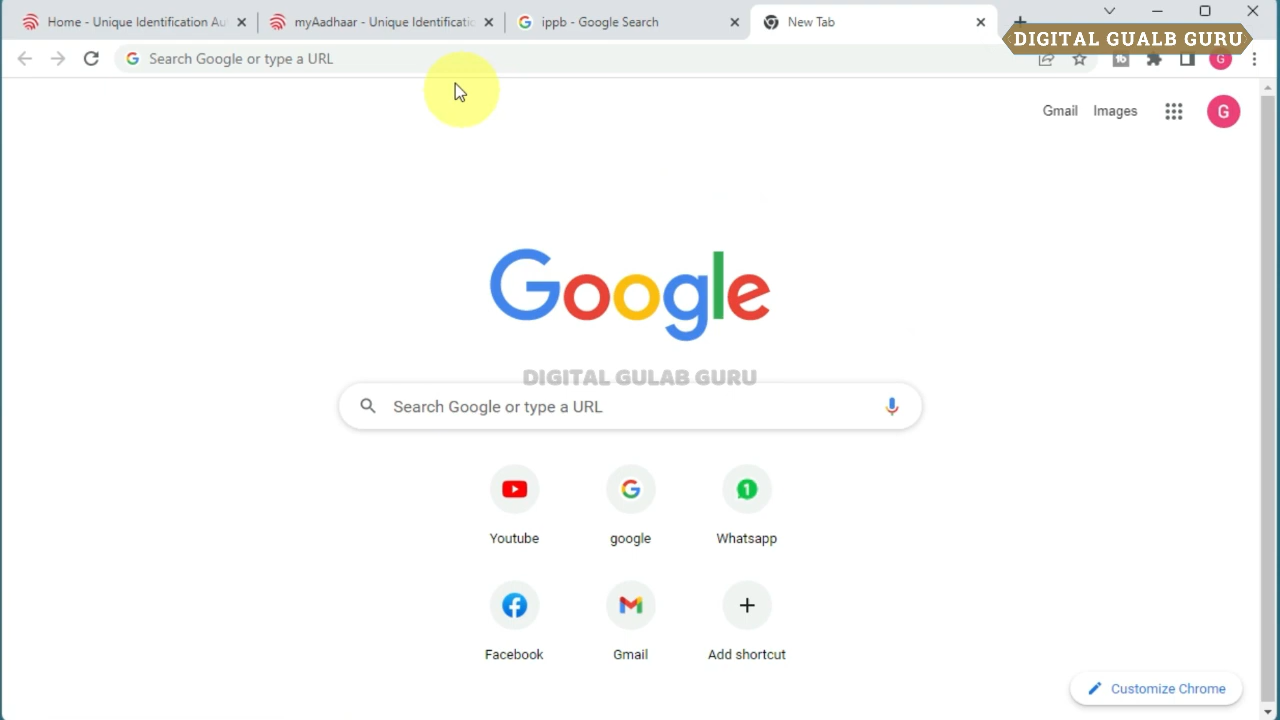 Home - Unique Identification Au
myAadhaar - Unique Identificatio
ippb - Google Search
New Tab
DIGITAL GUALB GURU
Search Google or type a URL
G
Gmail
Images
G
Google
DIGITAL GULAB GURU
Search Google or type a URL
Youtube
google
1
Whatsapp
Facebook
Gmail
Add shortcut
Customize Chrome